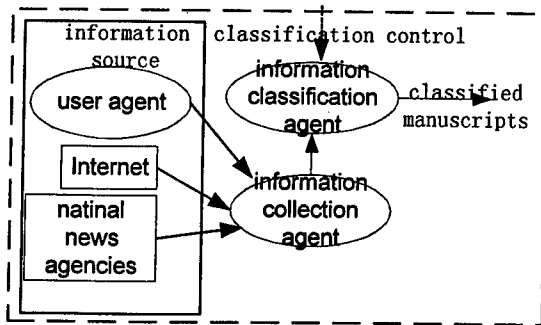 information
source
classification control
user agent
Internet
natinal
news
agencies
information
classification
agent
classified
manuscripts
information
collection
agent